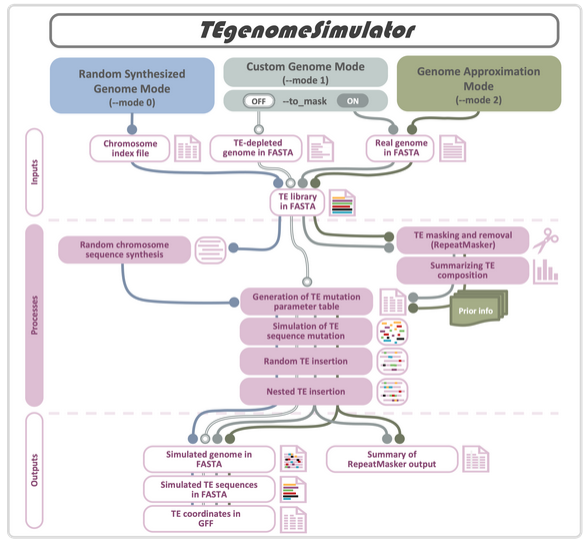 TEgenomeSimulator
Random Synthesized
Genome Mode
(--mode 0)
Custom Genome Mode
(--mode 1)
OFF --to_mask ON
Genome Approximation
Mode
(--mode 2)
Inputs
Chromosome
index file
TE-depleted
genome in FASTA
Real genome
in FASTA
TE library
in FASTA
Processes
Random chromosome
sequence synthesis
TE masking and removal
(RepeatMasker)
Summarizing TE
composition
Prior info
Generation of TE mutation
parameter table
Simulation of TE
sequence mutation
Random TE insertion
Nested TE insertion
Outputs
Simulated genome in
FASTA
Simulated TE sequences
in FASTA
TE coordinates in
GFF
Summary of
RepeatMasker output